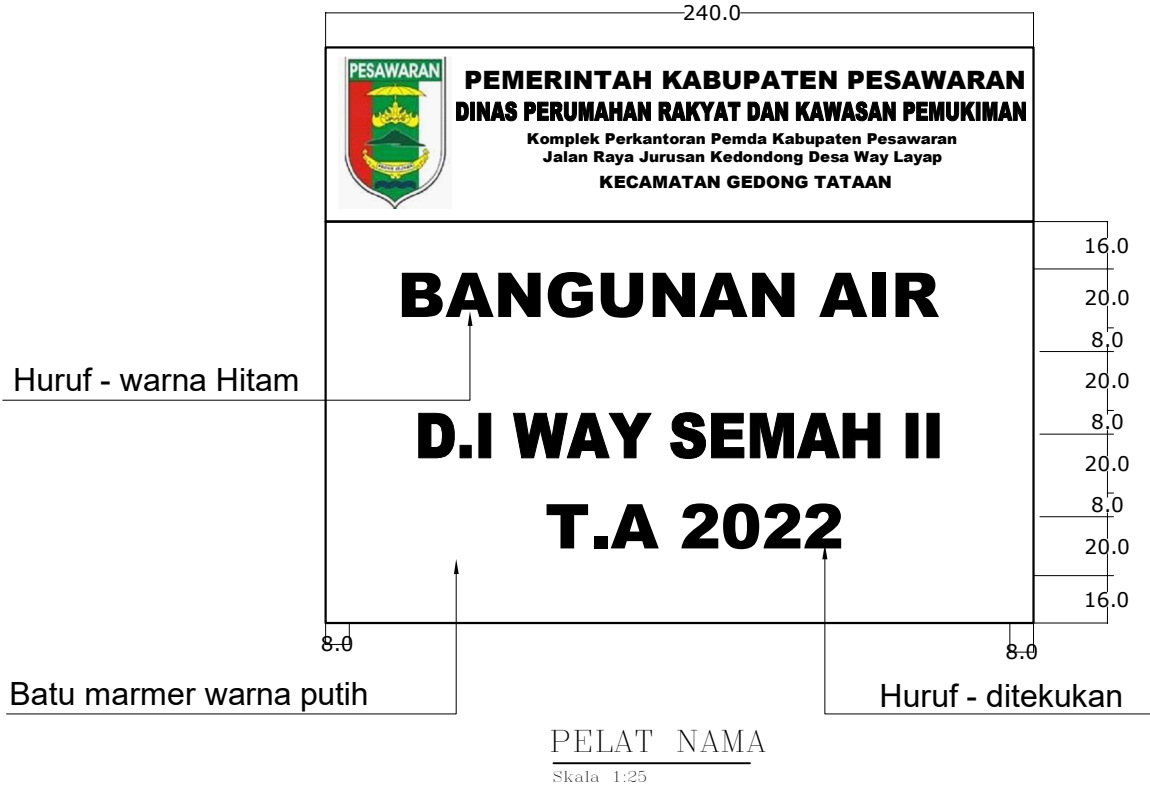 240.0
PESAWARAN
PEMERINTAH KABUPATEN PESAWARAN
DINAS PERUMAHAN RAKYAT DAN KAWASAN PEMUKIMAN
Komplek Perkantoran Pemda Kabupaten Pesawaran
Jalan Raya Jurusan Kedondong Desa Way Layap
KECAMATAN GEDONG TATAAN
16.0
BANGUNAN AIR
20.0
8.0
Huruf - warna Hitam
20.0
8.0
D.I WAY SEMAH II
20.0
8.0
T.A 2022
20.0
16.0
8.0
8.0
Batu marmer warna putih
Huruf - ditekukan
PELAT NAMA
Skala 1:25